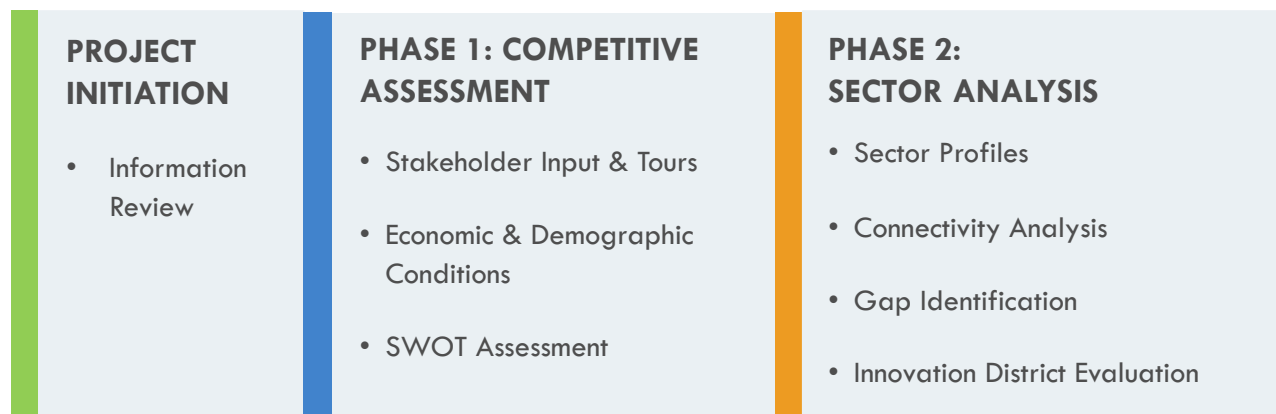 PROJECT
INITIATION
• Information
Review
PHASE 1: COMPETITIVE
ASSESSMENT
• Stakeholder Input & Tours
• Economic & Demographic
Conditions
• SWOT Assessment
PHASE 2:
SECTOR ANALYSIS
• Sector Profiles
• Connectivity Analysis
• Gap Identification
• Innovation District Evaluation